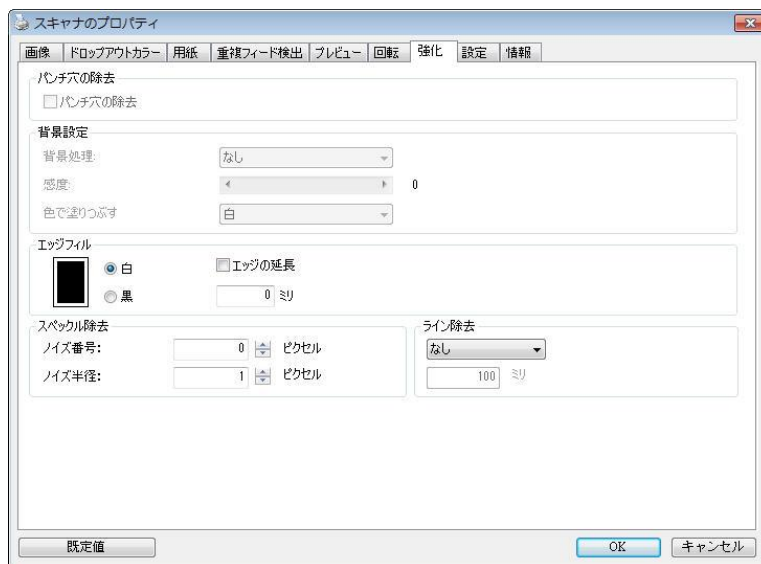 スキャナのプロパティ
画像 ドロップアウトカラー 用紙 重複フィード検出 プレビュー 回転 強化 設定 情報
パンチ穴の除去
パンチ穴の除去
背景設定
背景処理: なし
感度: 0
色で塗りつぶす 白
エッジフィル
白 エッジの延長
黒 0 ミリ
スペックル除去 ライン除去
ノイズ番号: 0 ピクセル なし
ノイズ半径: 1 ピクセル 100 ミリ
既定値 OK キャンセル